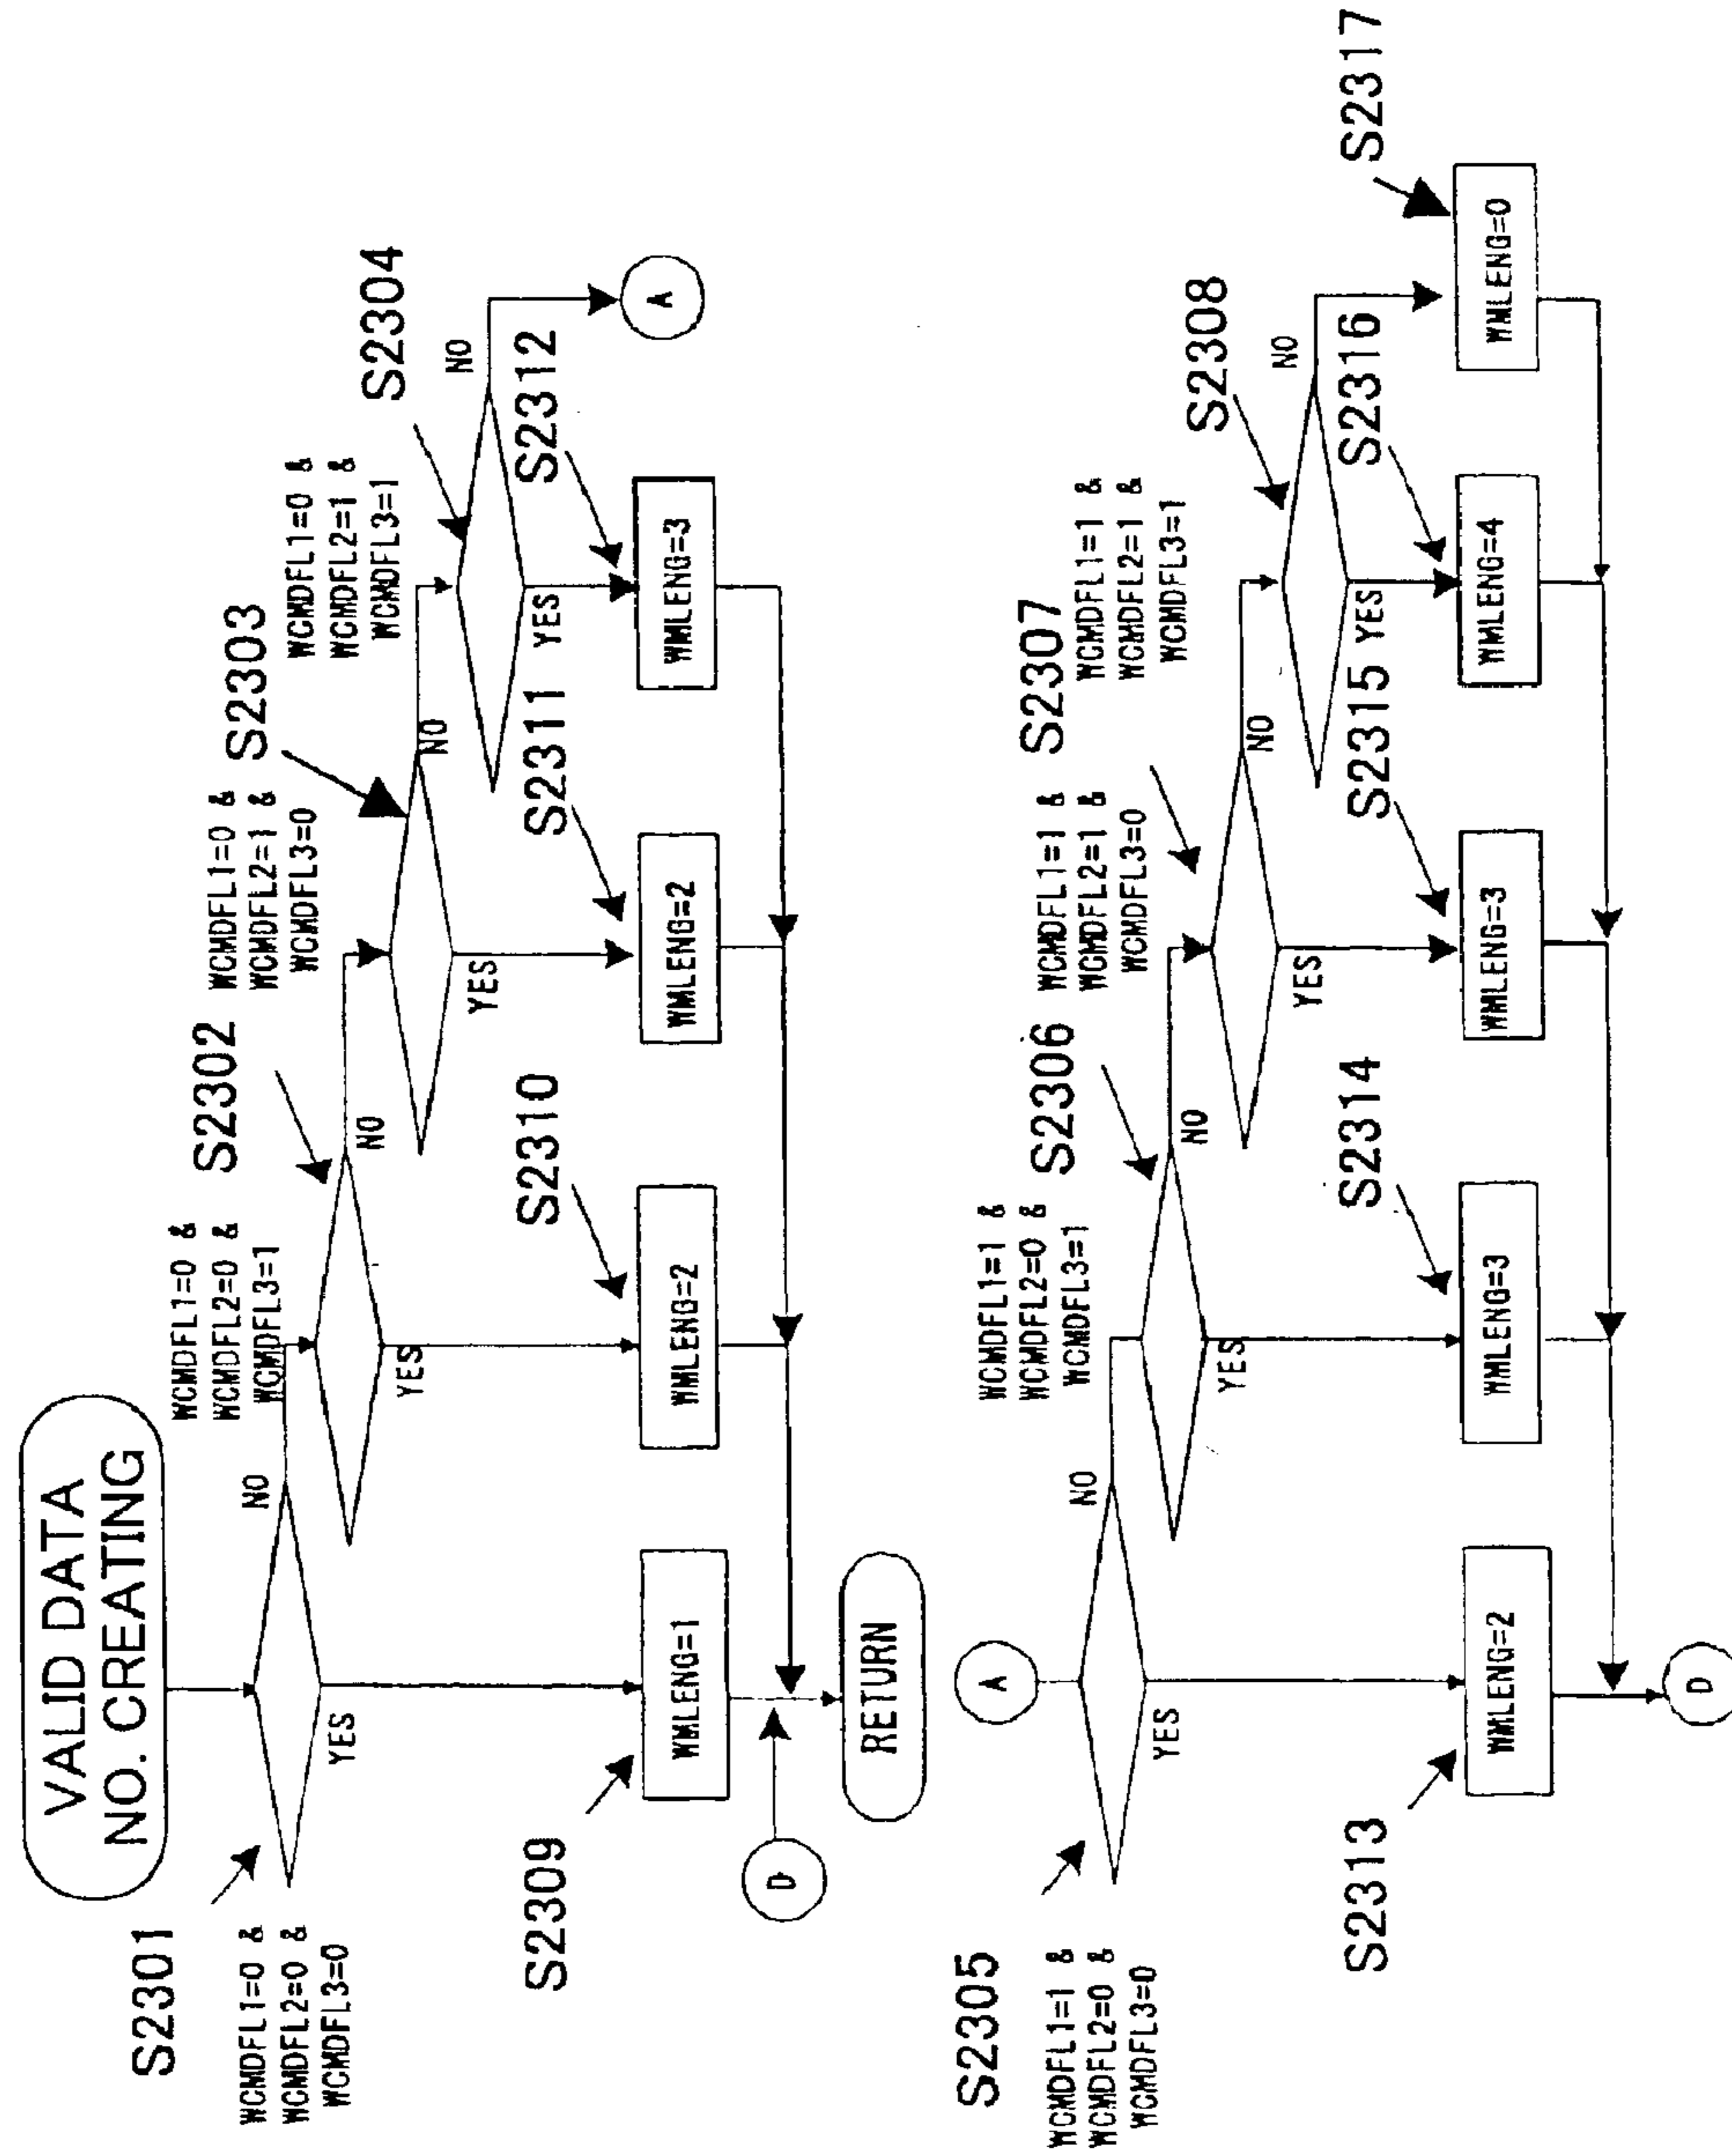 VALID DATA
NO. CREATING
S2301
WCMDFL1=0 &
WCMDFL2=0 &
WCMDFL3=0
YES
NO
S2302
WCMDFL1=0 &
WCMDFL2=0 &
WCMDFL3=1
YES
NO
S2303
WCMDFL1=0 &
WCMDFL2=1 &
WCMDFL3=0
YES
NO
S2304
WCMDFL1=0 &
WCMDFL2=1 &
WCMDFL3=1
YES
NO
A
S2309
WMLENG=1
S2310
WMLENG=2
S2311
WMLENG=2
S2312
WMLENG=3
D
RETURN
A
S2305
WCMDFL1=1 &
WCMDFL2=0 &
WCMDFL3=0
YES
NO
S2306
WCMDFL1=1 &
WCMDFL2=0 &
WCMDFL3=1
YES
NO
S2307
WCMDFL1=1 &
WCMDFL2=1 &
WCMDFL3=0
YES
NO
S2308
WCMDFL1=1 &
WCMDFL2=1 &
WCMDFL3=1
YES
NO
S2313
WMLENG=2
S2314
WMLENG=3
S2315
WMLENG=3
S2316
WMLENG=4
S2317
WMLENG=0
D